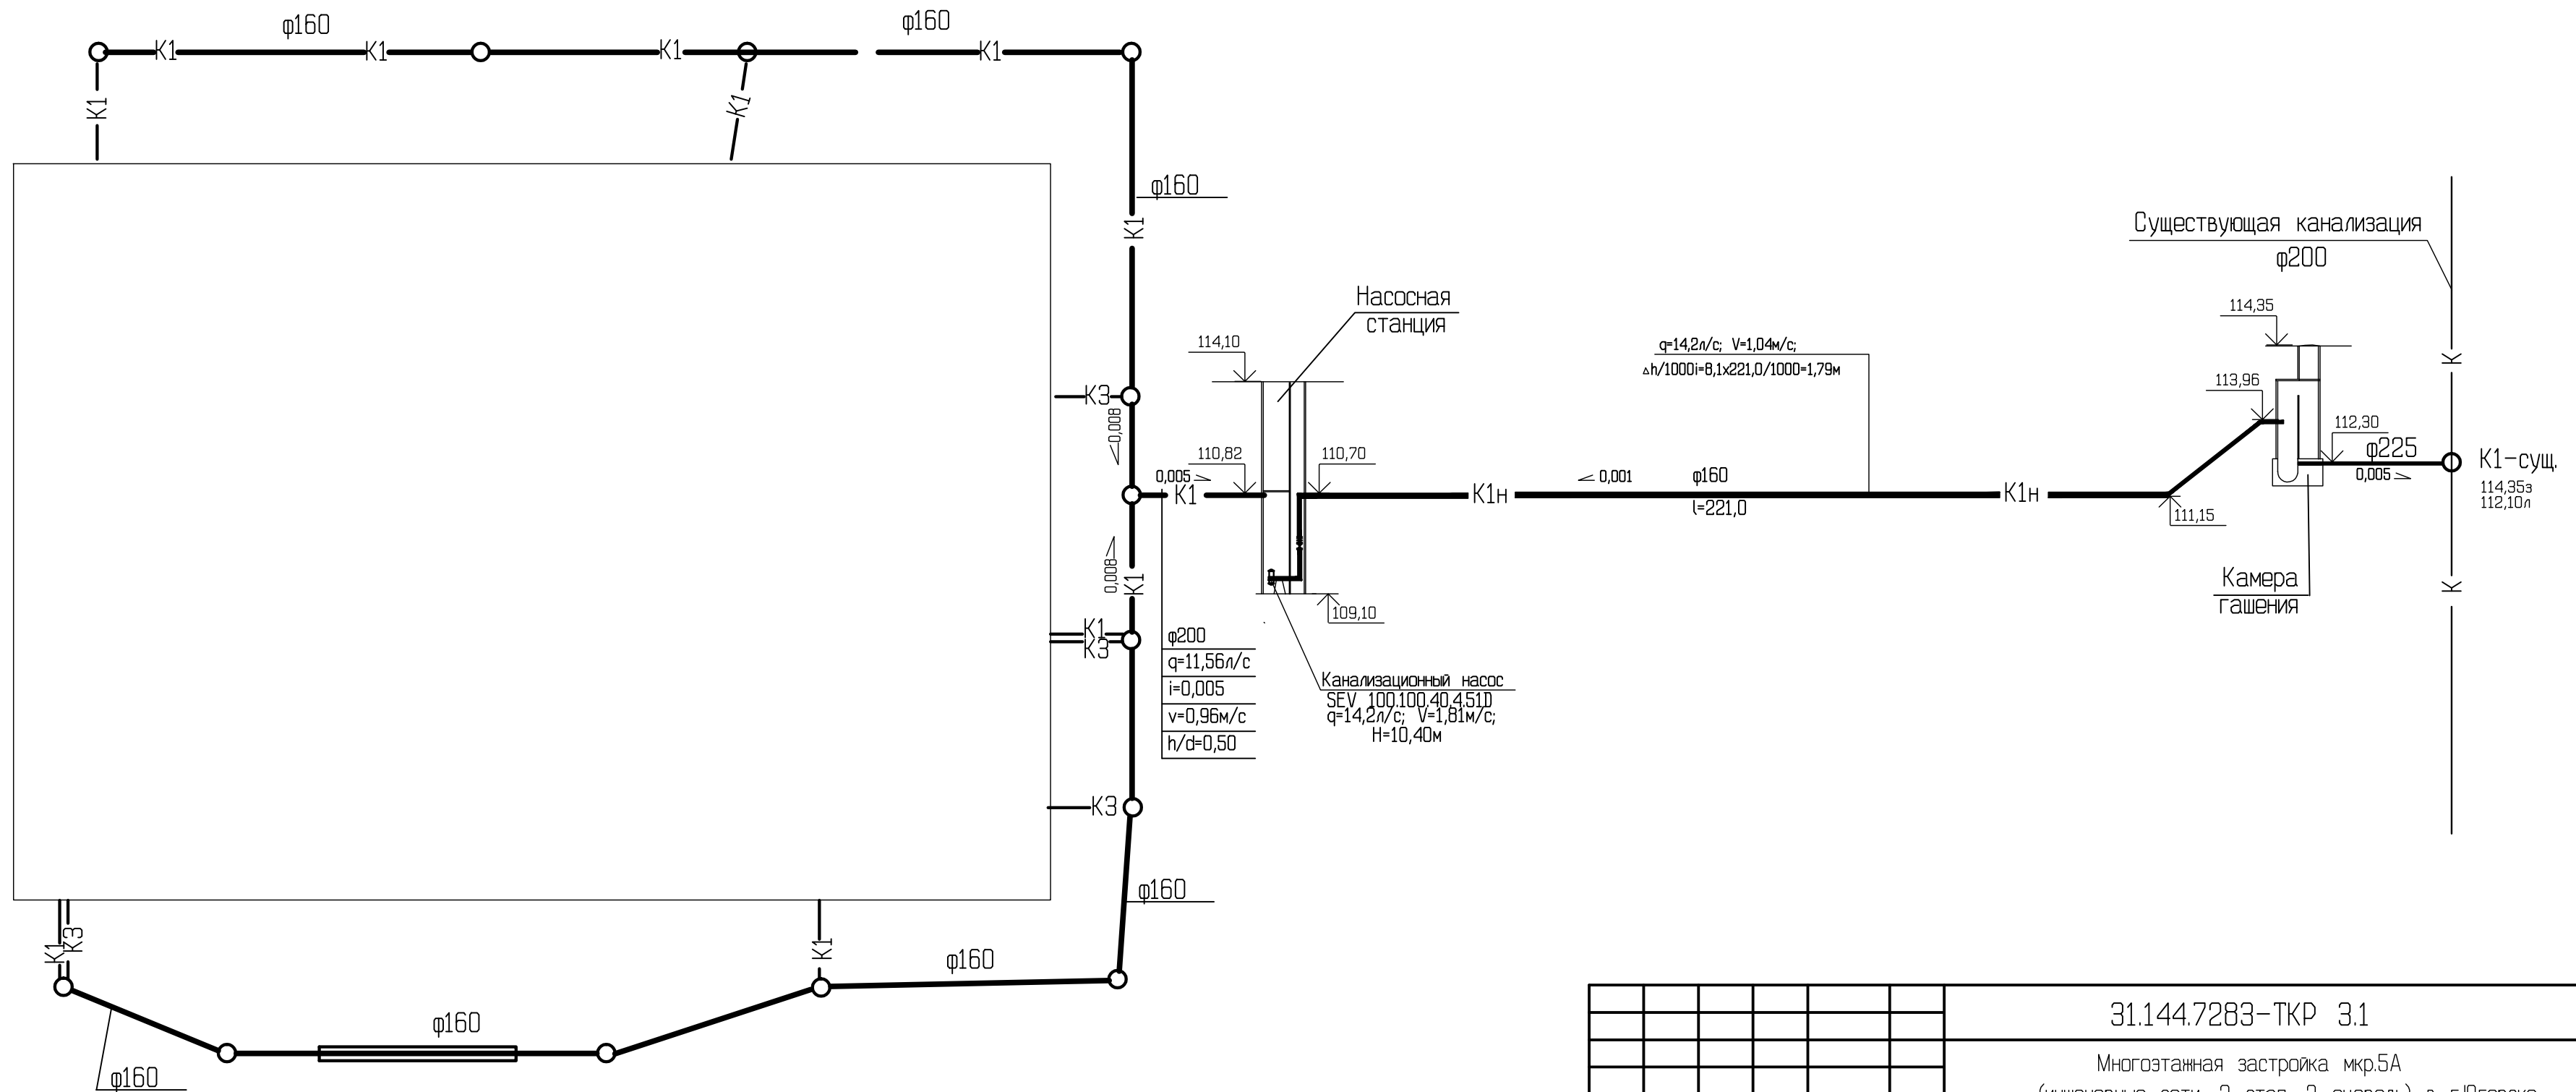 φ160
φ160
К1
К1
К1
К1
К1
К1
φ160
К1
Существующая канализация
φ200
Насосная
станция
114,35
114,10
q=14,2л/с; V=1,04м/с;
△h/1000i=8,1х221,0/1000=1,79м
К
113,96
К3
0,008
112,30
φ225
110,82
110,70
0,005
К1
К1н
0,001
φ160
l=221,0
К1н
0,005
К1-сущ.
114,35з
112,10л
111,15
0,008
К1
Камера
гашения
К
109,10
К1
К3
φ200
q=11,56л/с
i=0,005
v=0,96м/с
h/d=0,50
Канализационный насос
SEV 100.100.40.4.51D
q=14,2л/с; V=1,81м/с;
Н=10,40м
К3
φ160
К1
К3
К1
φ160
φ160
φ160
31.144.7283-ТКР 3.1
Многоэтажная застройка мкр.5А